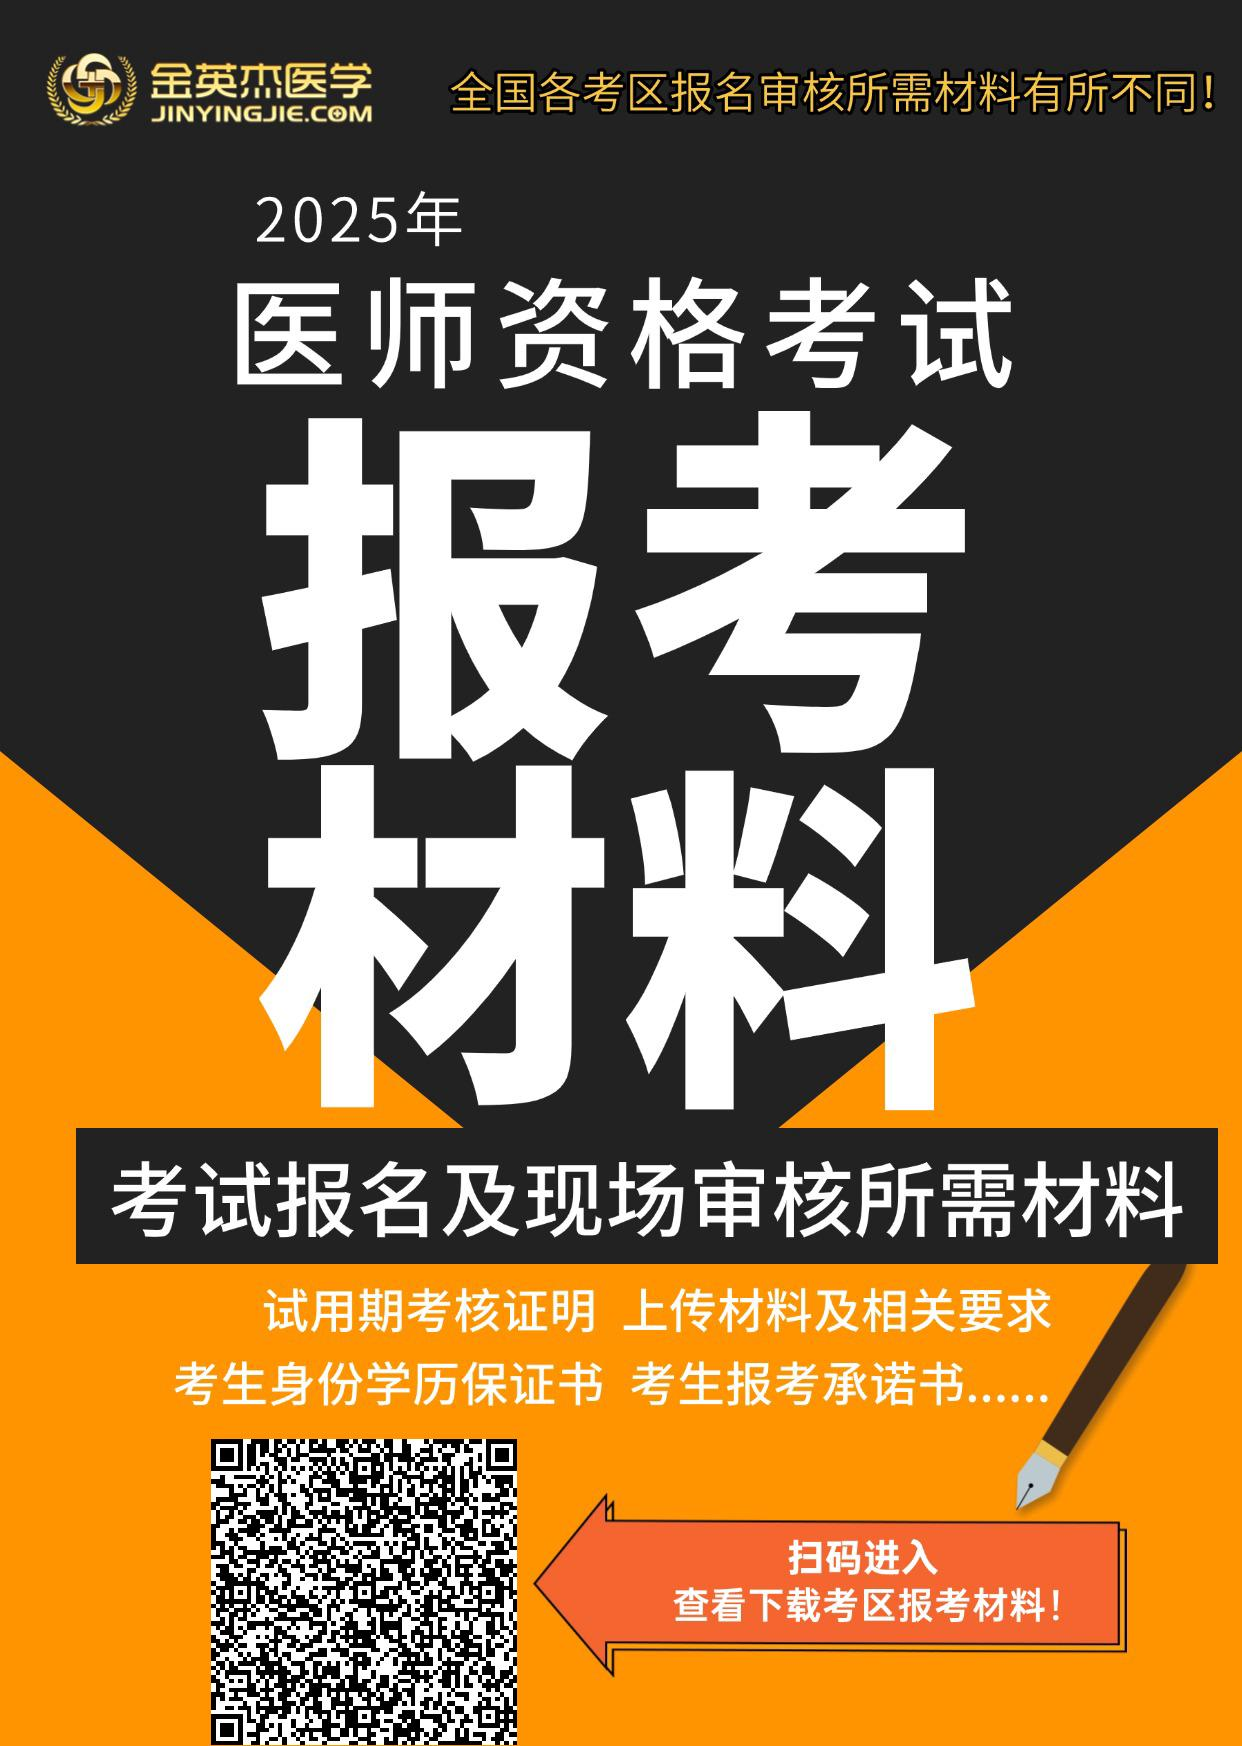 金英杰医学
JINYINGJIE.COM
全国各考区报名审核所需材料有所不同！
2025年
医师资格考试
报考
材料
考试报名及现场审核所需材料
试用期考核证明 上传材料及相关要求
考生身份学历保证书 考生报考承诺书......
扫码进入
查看下载考区报考材料！